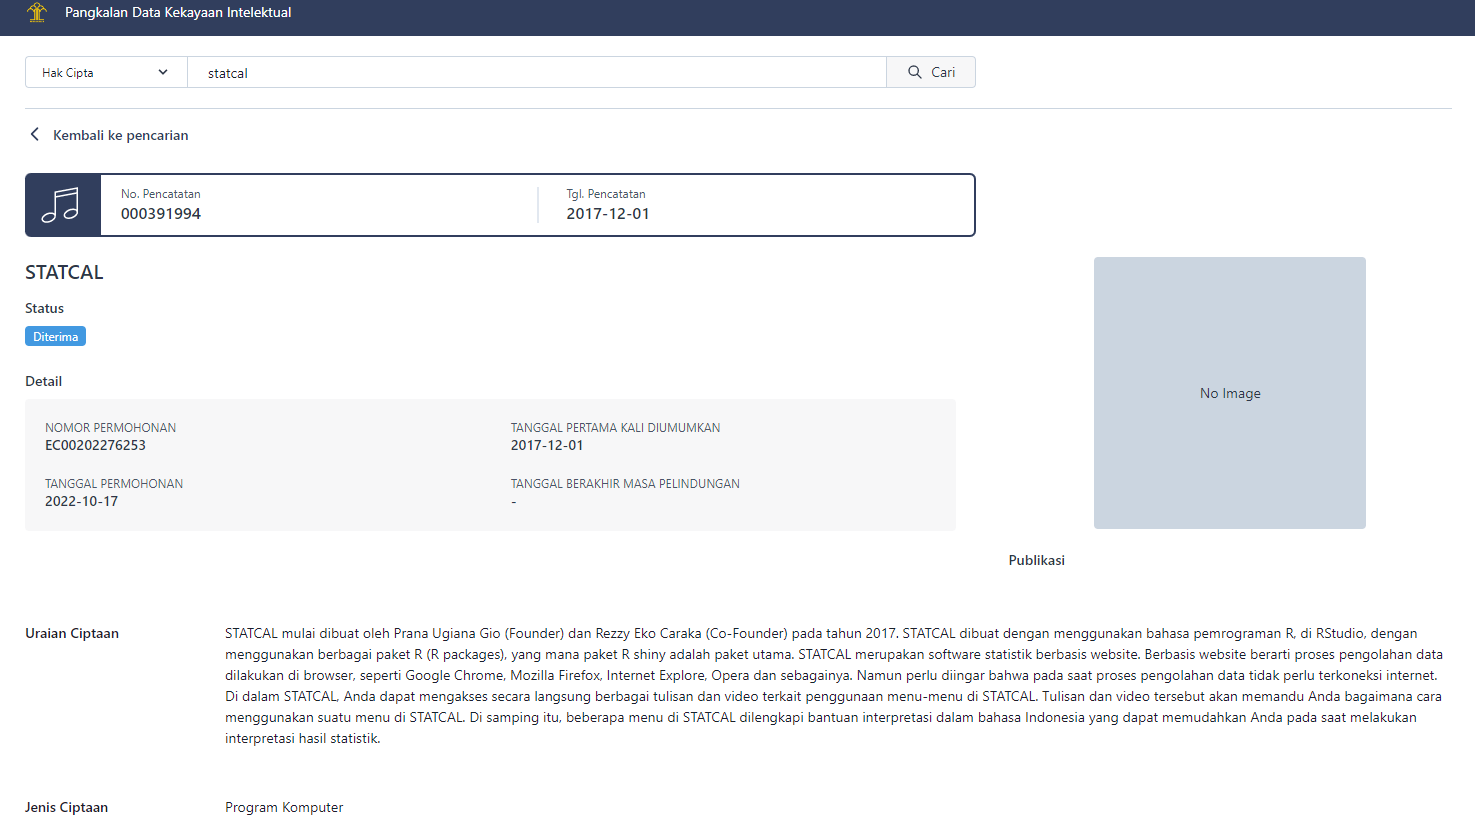 Pangkalan Data Kekayaan Intelektual
Hak Cipta
statcal
Cari
Kembali ke pencarian
No. Pencatatan
000391994
Tgl. Pencatatan
2017-12-01
STATCAL
Status
Diterima
Detail
NOMOR PERMOHONAN
EC00202276253
TANGGAL PERTAMA KALI DIUMUMKAN
2017-12-01
TANGGAL PERMOHONAN
2022-10-17
TANGGAL BERAKHIR MASA PELINDUNGAN
-
No Image
Publikasi
Uraian Ciptaan
STATCAL mulai dibuat oleh Prana Ugiana Gio (Founder) dan Rezzy Eko Caraka (Co-Founder) pada tahun 2017. STATCAL dibuat dengan menggunakan bahasa pemrograman R, di RStudio, dengan
menggunakan berbagai paket R (R packages), yang mana paket R shiny adalah paket utama. STATCAL merupakan software statistik berbasis website. Berbasis website berarti proses pengolahan data
dilakukan di browser, seperti Google Chrome, Mozilla Firefox, Internet Explore, Opera dan sebagainya. Namun perlu diingar bahwa pada saat proses pengolahan data tidak perlu terkoneksi internet.
Di dalam STATCAL, Anda dapat mengakses secara langsung berbagai tulisan dan video terkait penggunaan menu-menu di STATCAL. Tulisan dan video tersebut akan memandu Anda bagaimana cara
menggunakan suatu menu di STATCAL. Di samping itu, beberapa menu di STATCAL dilengkapi bantuan interpretasi dalam bahasa Indonesia yang dapat memudahkan Anda pada saat melakukan
interpretasi hasil statistik.
Jenis Ciptaan
Program Komputer